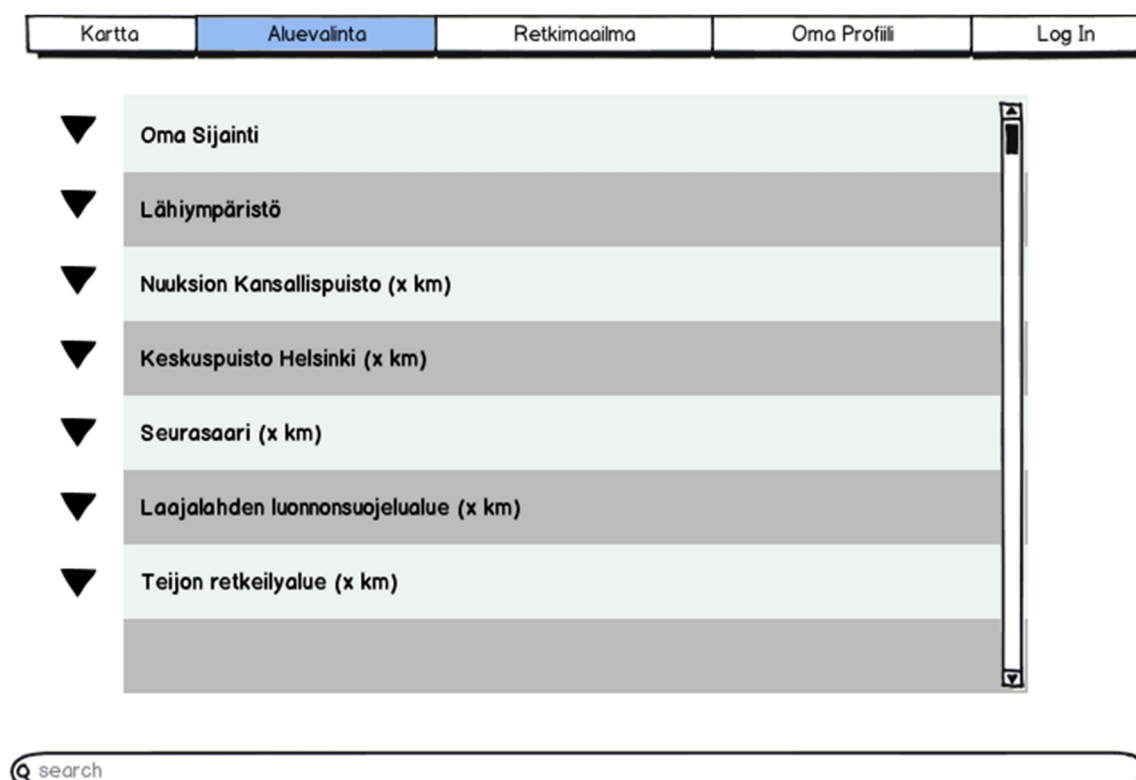 Kartta Aluevalinta Retkimaailma Oma Profiili Log In
Oma Sijainti
Lähiympäristö
Nuuksion Kansallispuisto (x km)
Keskuspuisto Helsinki (x km)
Seurasaari (x km)
Laajalahden luonnonsuojelualue (x km)
Teijon retkeilyalue (x km)
search